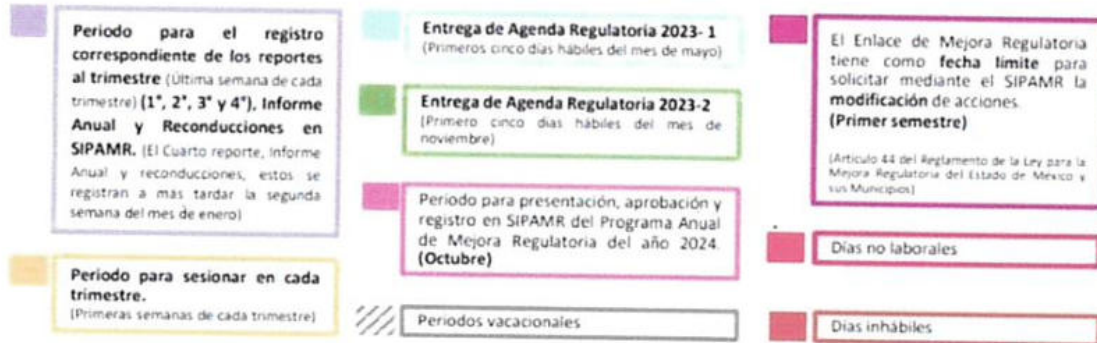 Periodo para el registro
correspondiente de los reportes
al trimestre (Última semana de cada
trimestre) (1°, 2°, 3° y 4°), Informe
Anual y Reconducciones en
SIPAMR. (El Cuarto reporte, Informe
Anual y reconducciones, estos se
registran a más tardar la segunda
semana del mes de enero)
Periodo para sesionar en cada
trimestre.
(Primeras semanas de cada trimestre)
Entrega de Agenda Regulatoria 2023- 1
(Primeros cinco días hábiles del mes de mayo)
Entrega de Agenda Regulatoria 2023-2
(Primero cinco días hábiles del mes de
noviembre)
Periodo para presentación, aprobación y
registro en SIPAMR del Programa Anual
de Mejora Regulatoria del año 2024.
(Octubre)
Periodos vacacionales
El Enlace de Mejora Regulatoria
tiene como fecha límite para
solicitar mediante el SIPAMR la
modificación de acciones.
(Primer semestre)
(Artículo 44 del Reglamento de la Ley para la
Mejora Regulatoria del Estado de México y
sus Municipios)
Días no laborales
Días inhábiles